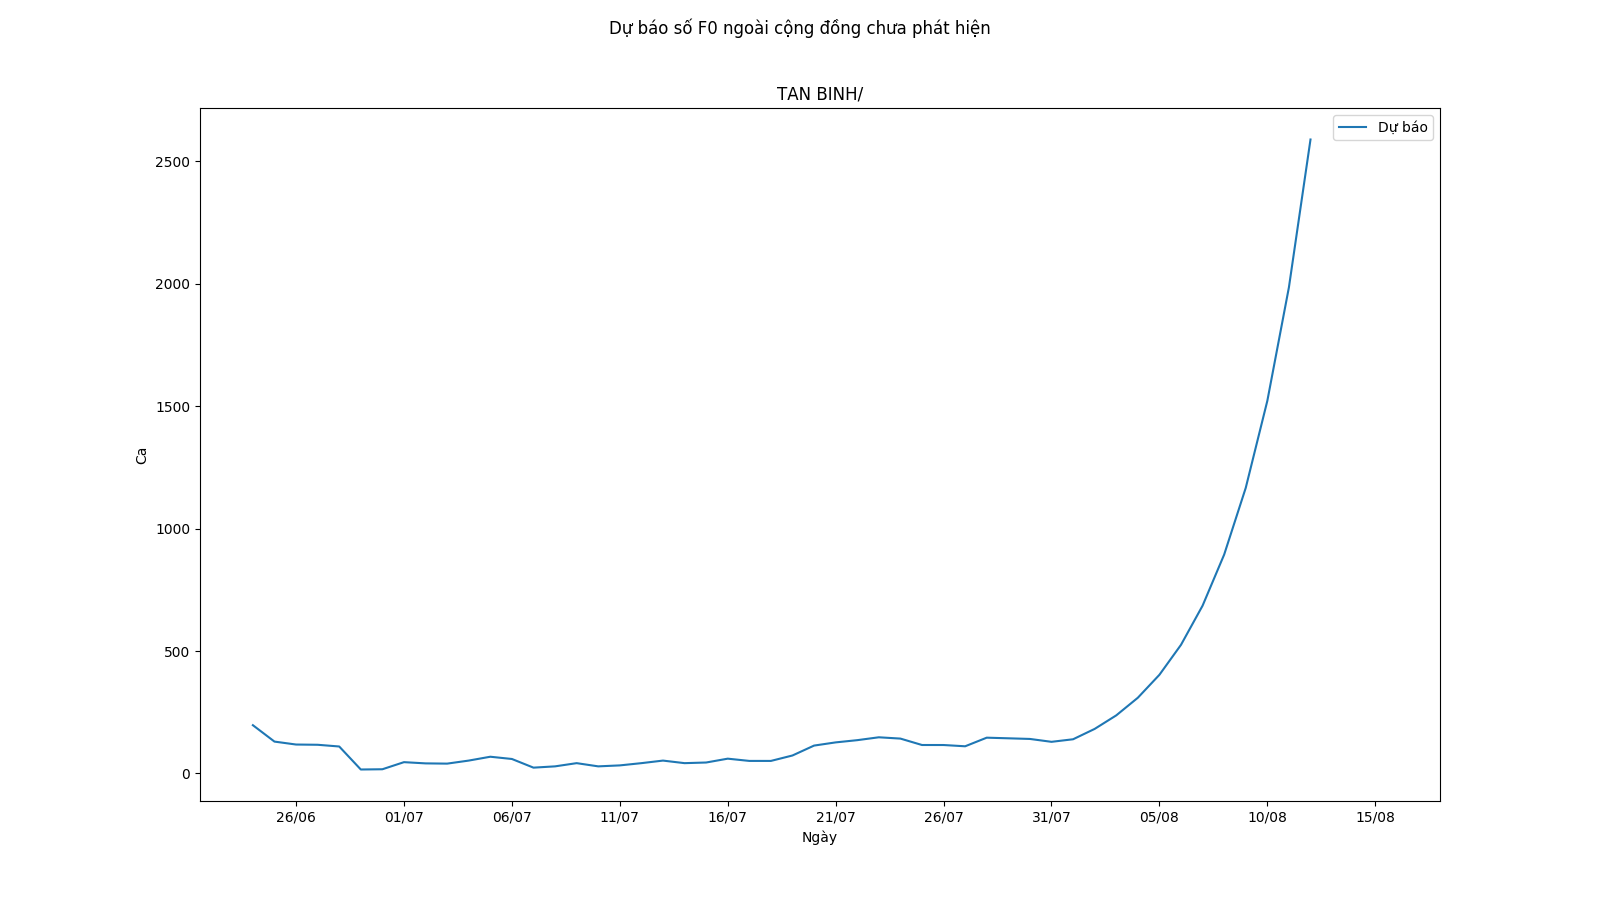 Dự báo số F0 ngoài cộng đồng chưa phát hiện
TAN BINH/
Dự báo
2500
2000
1500
1000
500
0
Ca
26/06 01/07 06/07 11/07 16/07 21/07 26/07 31/07 05/08 10/08 15/08
Ngày